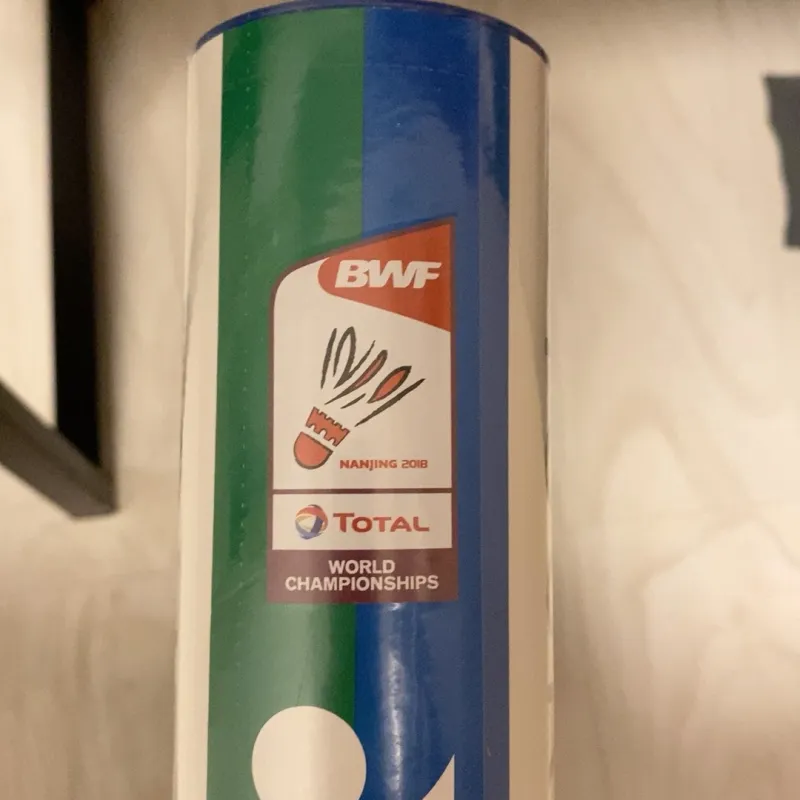 BWF
NANJING 2018
TOTAL
WORLD
CHAMPIONSHIPS